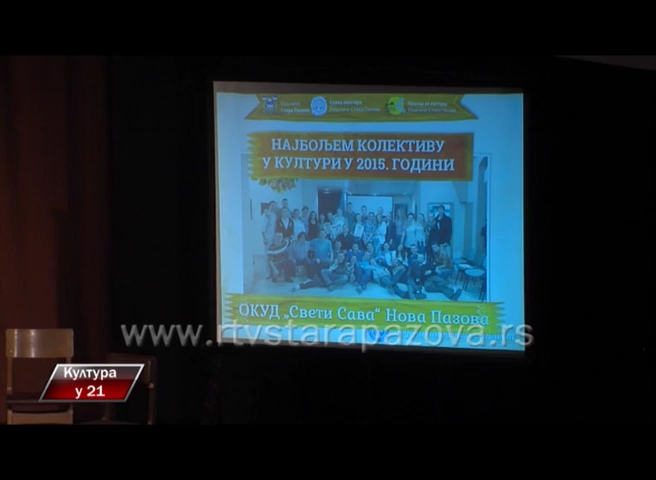 НАЈБОЉЕМ КОЛЕКТИВУ
У КУЛТУРИ У 2015. ГОДИНИ
ОКУД „Свети Сава“ Нова Пазова
www.rtvstarapazova.rs
Култура
у 21